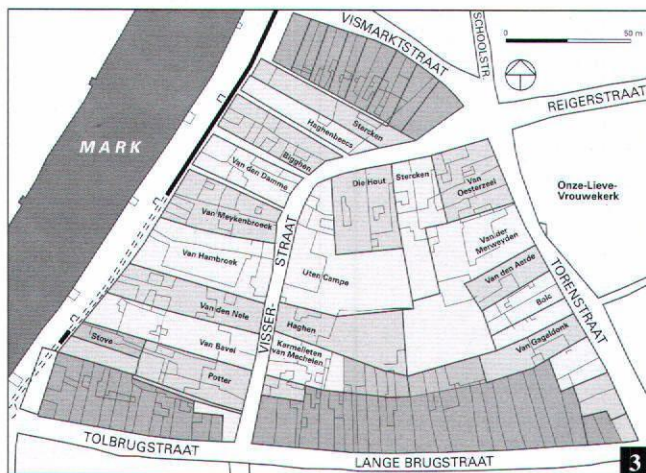 VISMARKTSTRAAT
SCHOOLSTR.
0 50 m
REIGERSTRAAT
MARK
Stercken
Haghenbeecs
Bigghen
Van den Damme
Van Meykenbroeck
Van Hambroek
Van den Nele
Van Bavel
Stove
Potter
VISSER-
STRAAT
Die Hout
Stercken
Van
Oesterzeel
Onze-Lieve-
Vrouwekerk
Van der
Merweyden
Uten Campe
Van den Aerde
Bolc
Haghen
Karmelieten
van Mechelen
Van Gageldonk
TORENSTRAAT
TOLBRUGSTRAAT
LANGE BRUGSTRAAT
3